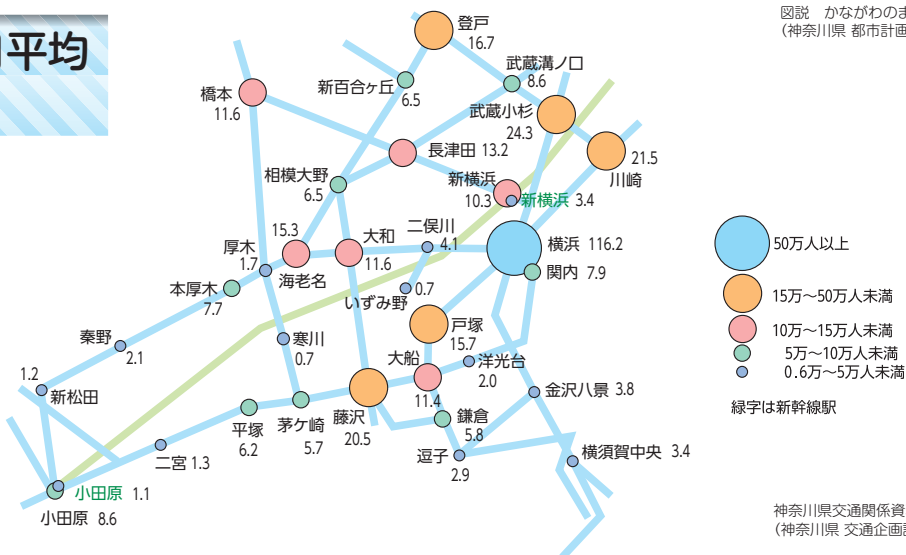 平均
図説 かながわのま
(神奈川県 都市計画
登戸
16.7
武蔵溝ノ口
8.6
新百合ヶ丘
6.5
橋本
11.6
武蔵小杉
24.3
長津田 13.2
21.5
川崎
相模大野
6.5
新横浜
10.3
新横浜 3.4
15.3
海老名
大和
11.6
二俣川
4.1
横浜 116.2
関内 7.9
厚木
1.7
本厚木
7.7
いずみ野
0.7
秦野
2.1
寒川
0.7
戸塚
15.7
大船
11.4
洋光台
2.0
1.2
新松田
金沢八景 3.8
平塚
6.2
茅ケ崎
5.7
藤沢
20.5
鎌倉
5.8
逗子
2.9
横須賀中央 3.4
二宮 1.3
小田原 1.1
小田原 8.6
50万人以上
15万〜50万人未満
10万〜15万人未満
5万〜10万人未満
0.6万〜5万人未満
緑字は新幹線駅
神奈川県交通関係資
(神奈川県 交通企画